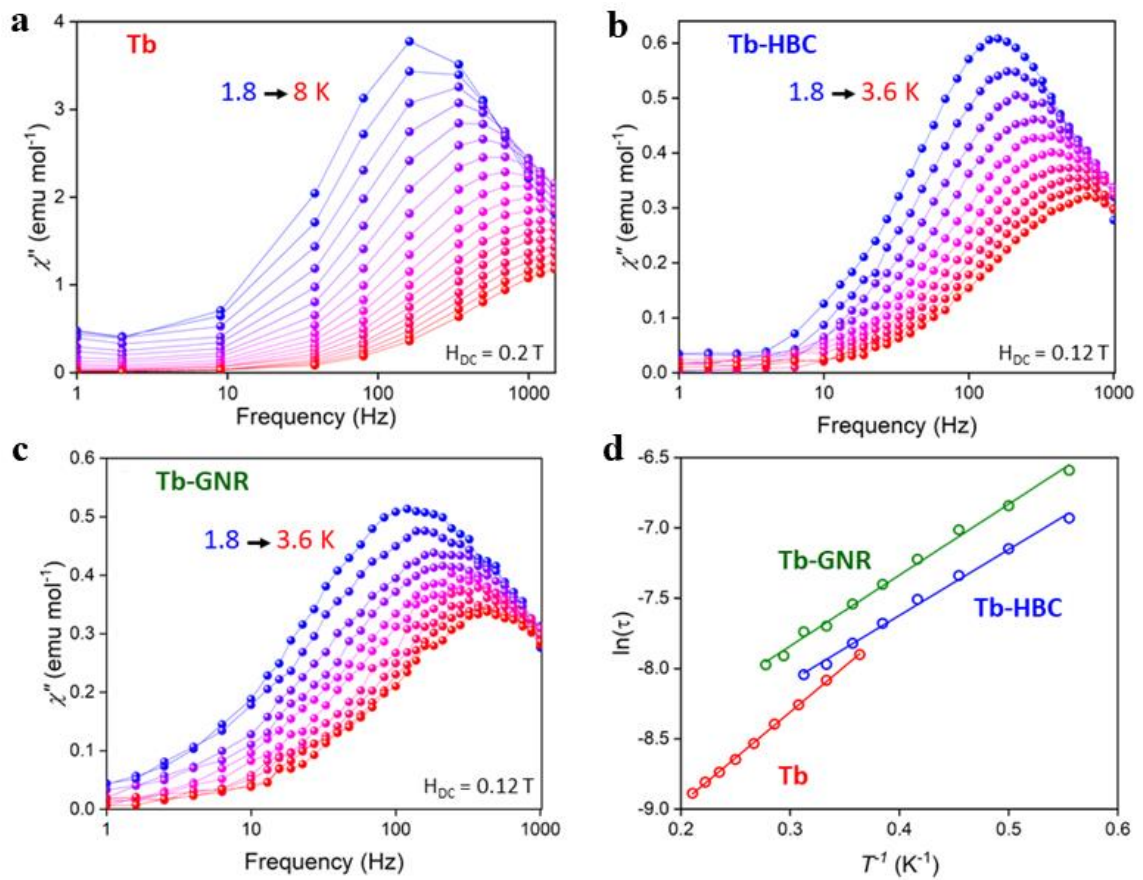 a
Tb
1.8 → 8 K
4
3
2
1
0
χ″ (emu mol⁻¹)
H_DC = 0.2 T
1 10 100 1000
Frequency (Hz)
b
Tb-HBC
1.8 → 3.6 K
0.6
0.5
0.4
0.3
0.2
0.1
0.0
χ″ (emu mol⁻¹)
H_DC = 0.12 T
1 10 100 1000
Frequency (Hz)
c
Tb-GNR
1.8 → 3.6 K
0.6
0.5
0.4
0.3
0.2
0.1
0.0
χ″ (emu mol⁻¹)
H_DC = 0.12 T
1 10 100 1000
Frequency (Hz)
d
-6.5
-7.0
-7.5
-8.0
-8.5
-9.0
ln(τ)
Tb-GNR
Tb-HBC
Tb
0.2 0.3 0.4 0.5 0.6
T⁻¹ (K⁻¹)